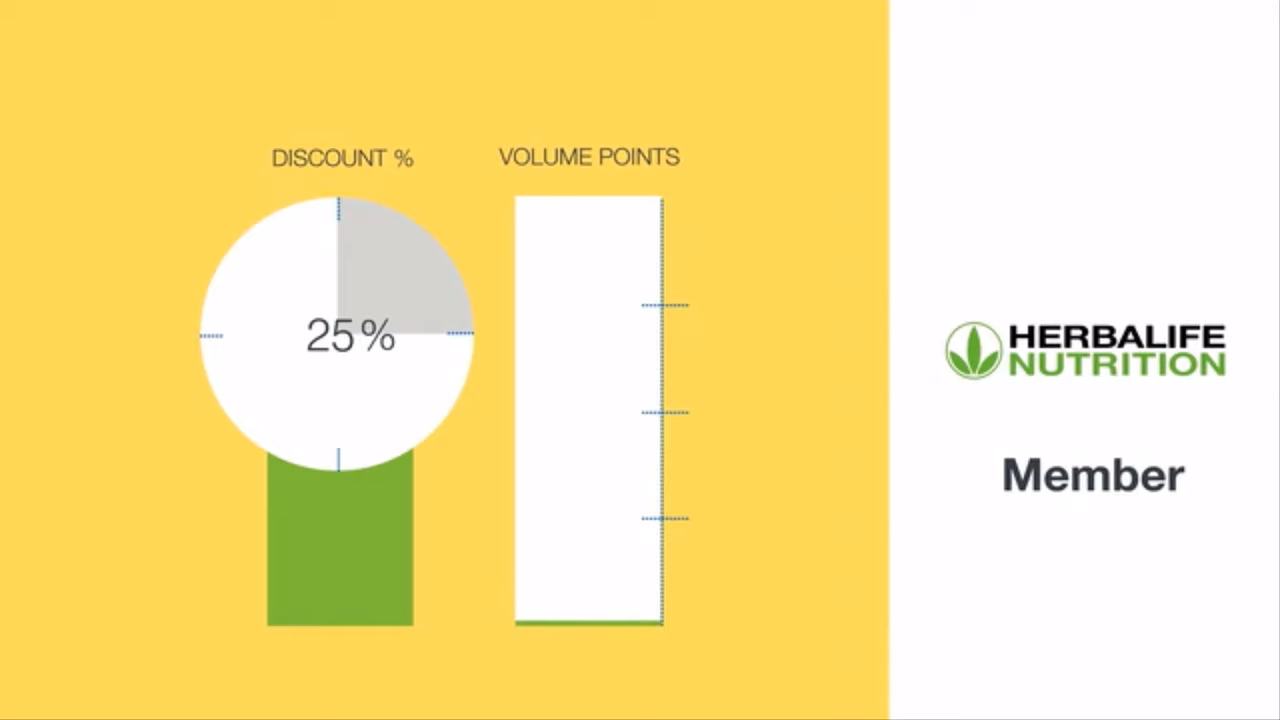 DISCOUNT %
VOLUME POINTS
25%
HERBALIFE
NUTRITION
Member